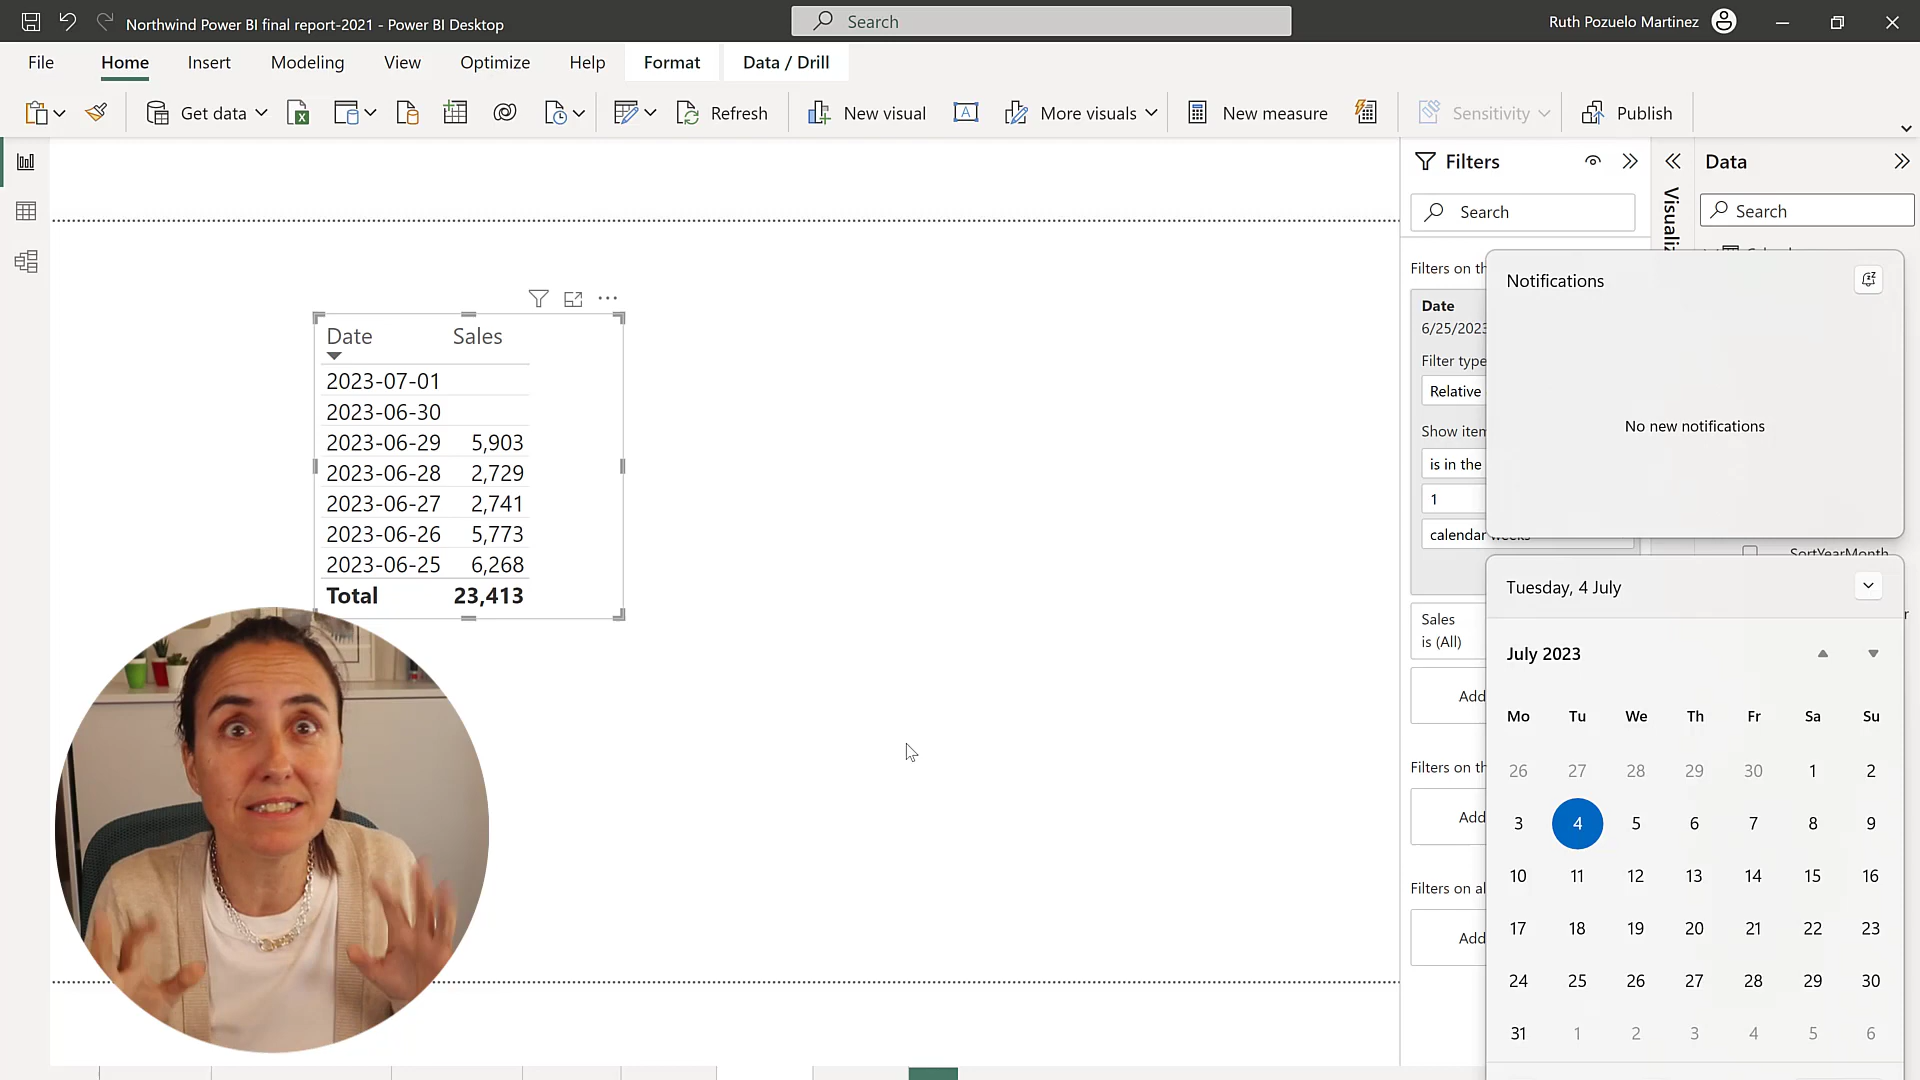 Northwind Power BI final report-2021 - Power BI Desktop
Search
Ruth Pozuelo Martinez
File Home Insert Modeling View Optimize Help Format Data / Drill
Get data Refresh New visual More visuals New measure Sensitivity Publish
Filters
Search
Filters on th
Date
6/25/2023
Filter type
Relative
Show item
is in the
1
calendar weeks
Sales
is (All)
Add
Filters on th
Add
Filters on al
Add
Visualiz
Data
Search
SortYearMonth
Date Sales
2023-07-01
2023-06-30
2023-06-29 5,903
2023-06-28 2,729
2023-06-27 2,741
2023-06-26 5,773
2023-06-25 6,268
Total 23,413
Notifications
No new notifications
Tuesday, 4 July
July 2023
Mo Tu We Th Fr Sa Su
26 27 28 29 30 1 2
3 4 5 6 7 8 9
10 11 12 13 14 15 16
17 18 19 20 21 22 23
24 25 26 27 28 29 30
31 1 2 3 4 5 6